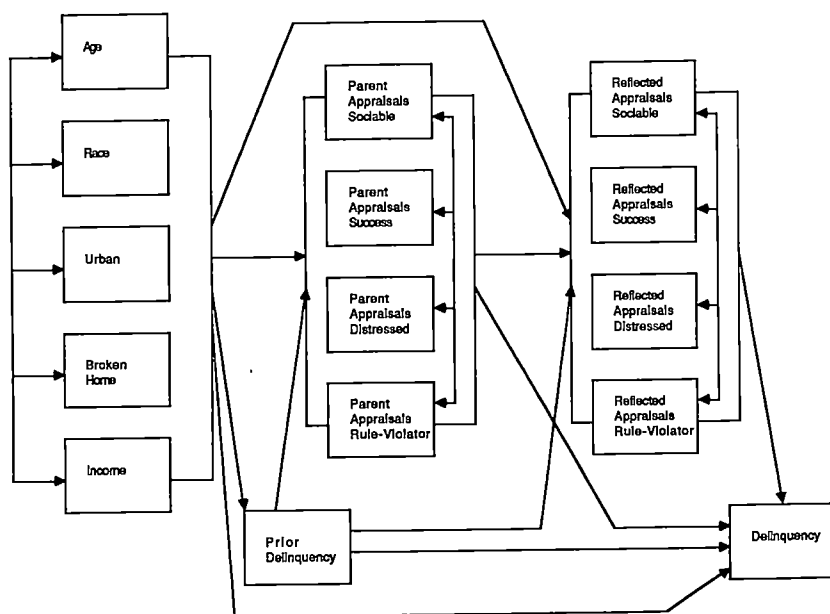 Age
Race
Urban
Broken
Home
Income
Parent
Appraisals
Sociable
Parent
Appraisals
Success
Parent
Appraisals
Distressed
Parent
Appraisals
Rule-Violator
Prior
Delinquency
Reflected
Appraisals
Sociable
Reflected
Appraisals
Success
Reflected
Appraisals
Distressed
Reflected
Appraisals
Rule-Violator
Delinquency